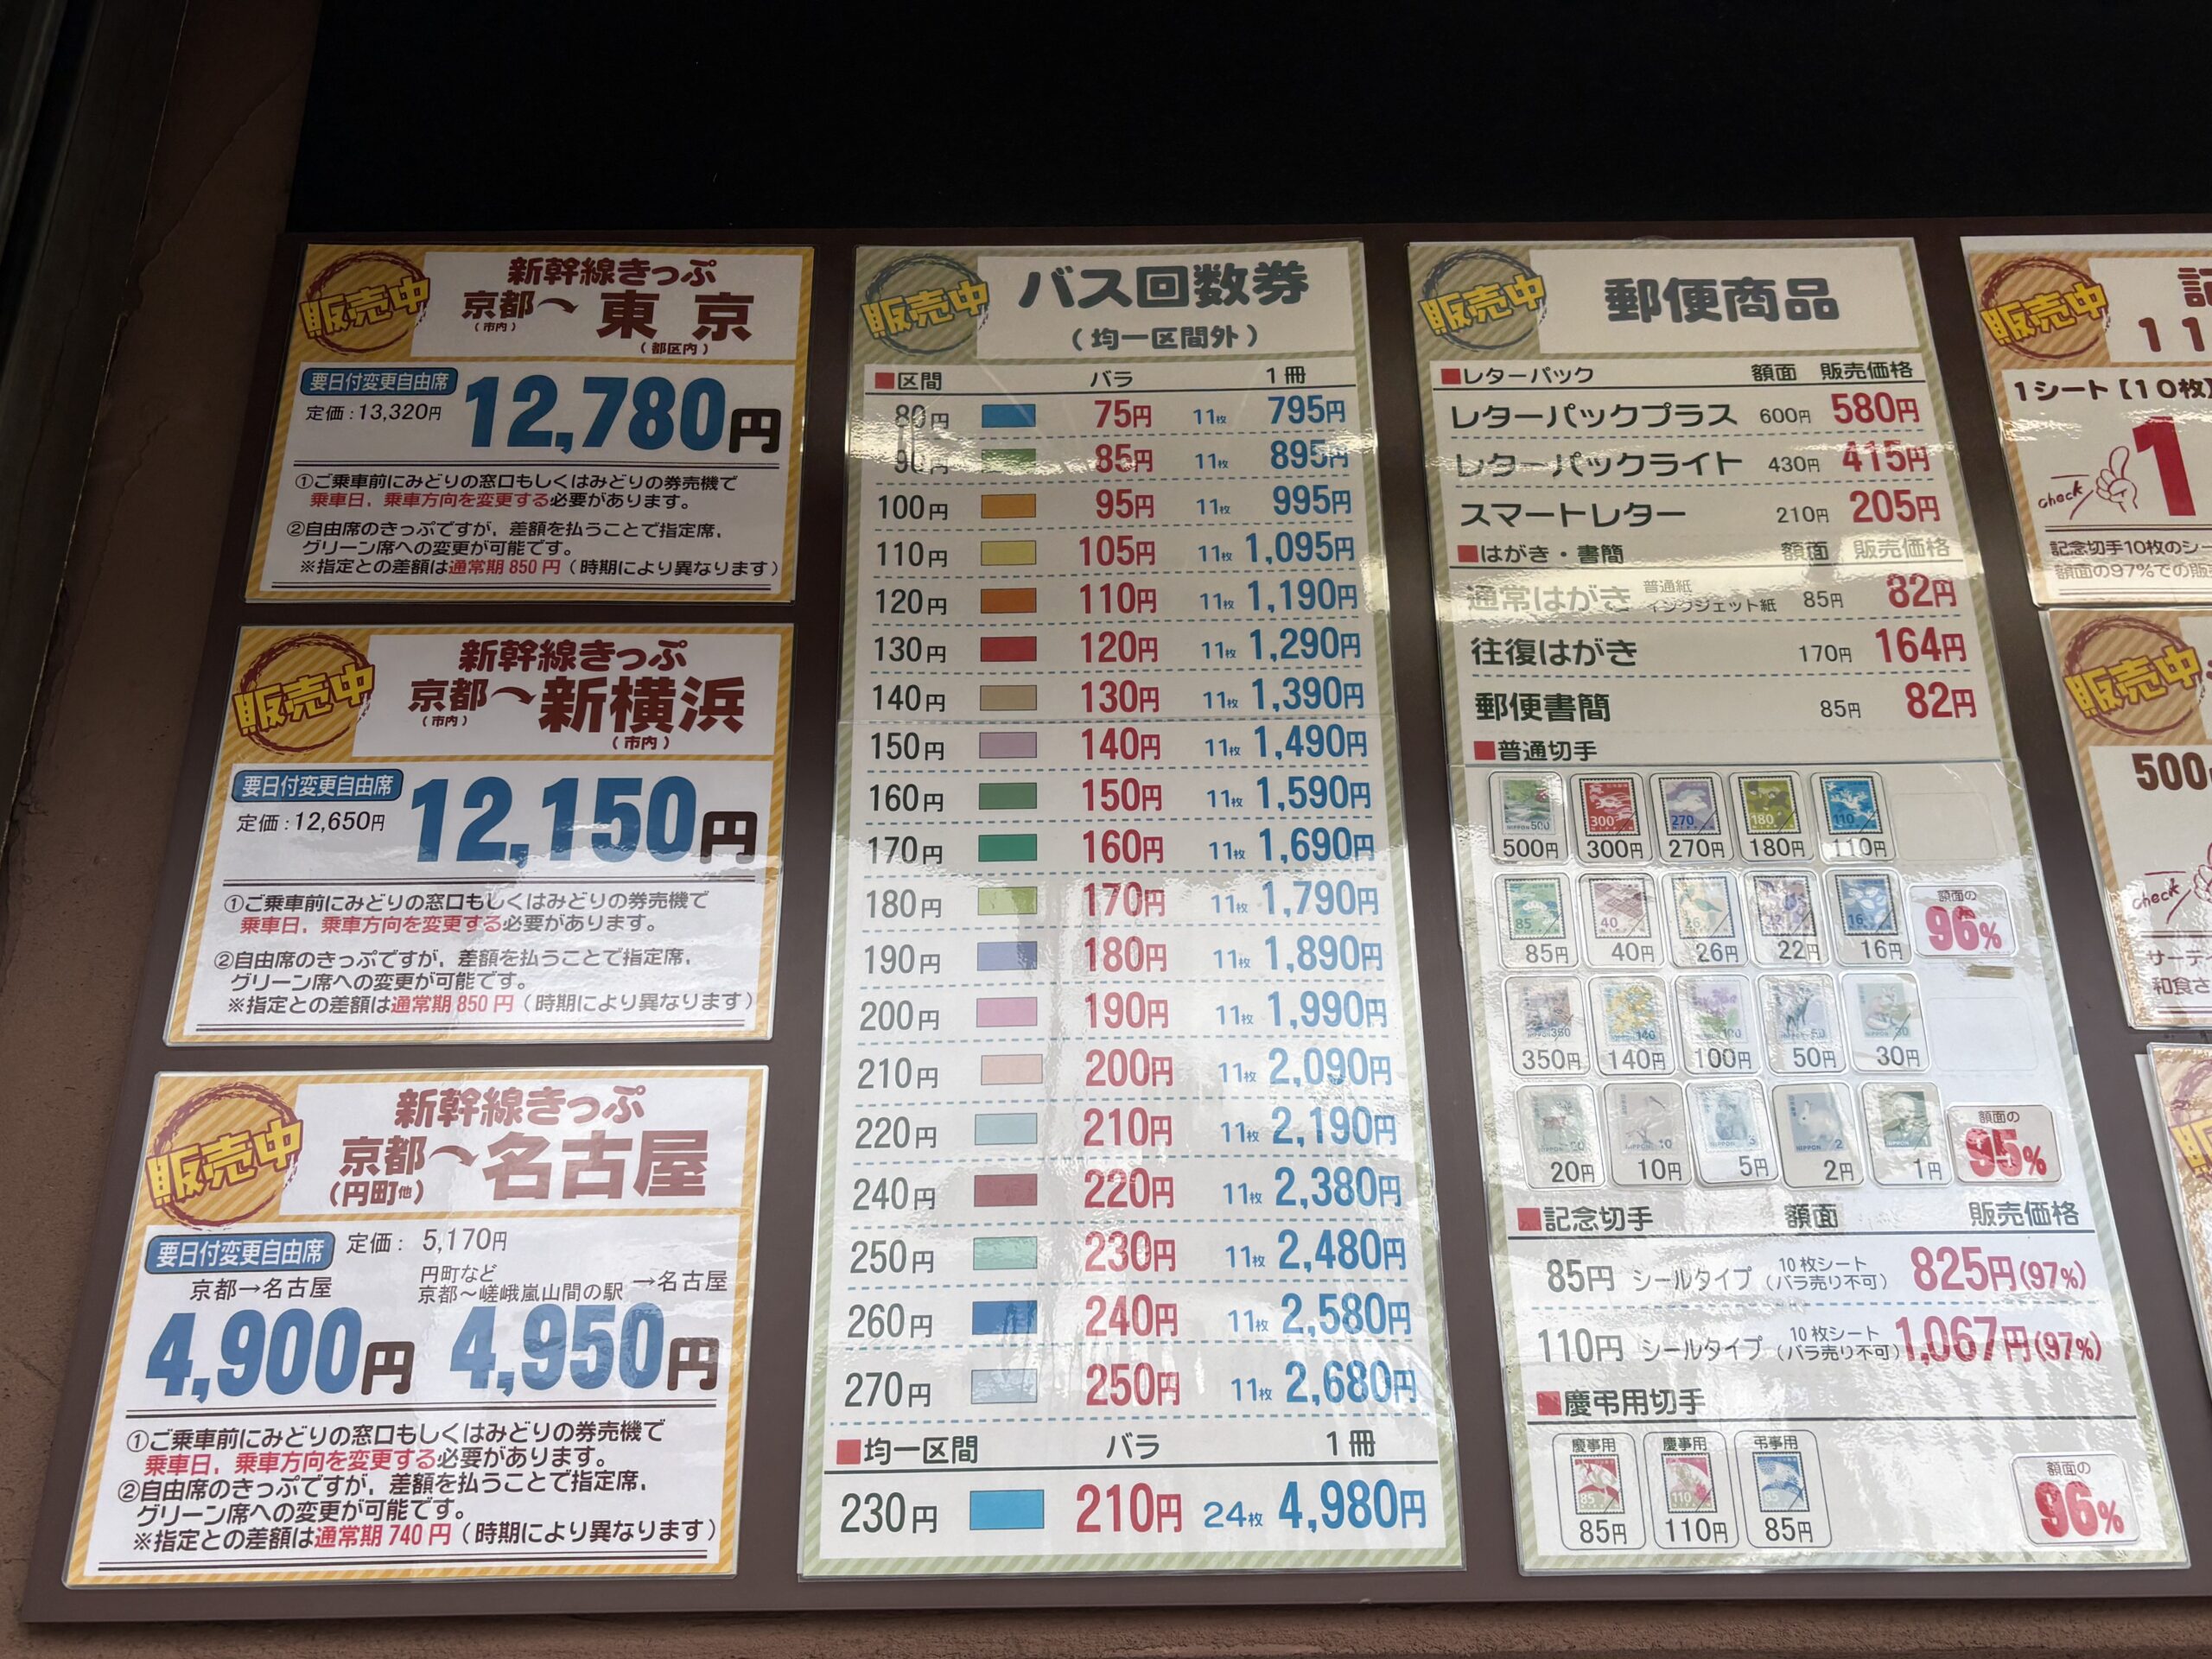 販売中
新幹線きっぷ
京都〜東京
(市内)
(都区内)
要日付変更自由席
定価:13,320円
12,780円
①ご乗車前にみどりの窓口もしくはみどりの券売機で
乗車日、乗車方向を変更する必要があります。
②自由席のきっぷですが、差額を払うことで指定席、
グリーン席への変更が可能です。
※指定との差額は通常期850円(時期により異なります)
販売中
新幹線きっぷ
京都〜新横浜
(市内)
(市内)
要日付変更自由席
定価:12,650円
12,150円
①ご乗車前にみどりの窓口もしくはみどりの券売機で
乗車日、乗車方向を変更する必要があります。
②自由席のきっぷですが、差額を払うことで指定席、
グリーン席への変更が可能です。
※指定との差額は通常期850円(時期により異なります)
販売中
新幹線きっぷ
京都〜名古屋
(円町他)
要日付変更自由席 定価: 5,170円
京都→名古屋
円町など
京都〜嵯峨嵐山間の駅→名古屋
4,900円 4,950円
①ご乗車前にみどりの窓口もしくはみどりの券売機で
乗車日、乗車方向を変更する必要があります。
②自由席のきっぷですが、差額を払うことで指定席、
グリーン席への変更が可能です。
※指定との差額は通常期740円(時期により異なります)
販売中
バス回数券
(均一区間外)
■区間 バラ 1冊
80円 75円 11枚 795円
90円 85円 11枚 895円
100円 95円 11枚 995円
110円 105円 11枚 1,095円
120円 110円 11枚 1,190円
130円 120円 11枚 1,290円
140円 130円 11枚 1,390円
150円 140円 11枚 1,490円
160円 150円 11枚 1,590円
170円 160円 11枚 1,690円
180円 170円 11枚 1,790円
190円 180円 11枚 1,890円
200円 190円 11枚 1,990円
210円 200円 11枚 2,090円
220円 210円 11枚 2,190円
240円 220円 11枚 2,380円
250円 230円 11枚 2,480円
260円 240円 11枚 2,580円
270円 250円 11枚 2,680円
■均一区間 バラ 1冊
230円 210円 24枚 4,980円
販売中
郵便商品
■レターパック 額面 販売価格
レターパックプラス 600円 580円
レターパックライト 430円 415円
スマートレター 210円 205円
■はがき・書簡 額面 販売価格
通常はがき 普通紙 インクジェット紙 85円 82円
往復はがき 170円 164円
郵便書簡 85円 82円
■普通切手
500円 300円 270円 180円 110円
85円 40円 26円 22円 16円
額面の
96%
350円 140円 100円 50円 30円
20円 10円 5円 2円 1円
額面の
95%
■記念切手 額面 販売価格
85円 シールタイプ 10枚シート (バラ売り不可) 825円(97%)
110円 シールタイプ 10枚シート (バラ売り不可) 1,067円(97%)
■慶弔用切手
慶事用 慶事用 弔事用
85円 110円 85円
額面の
96%
販売中
11
1シート【10枚】
check
1
記念切手10枚のシー
額面の97%での販
販売中
500
check
サーティ
和食さ